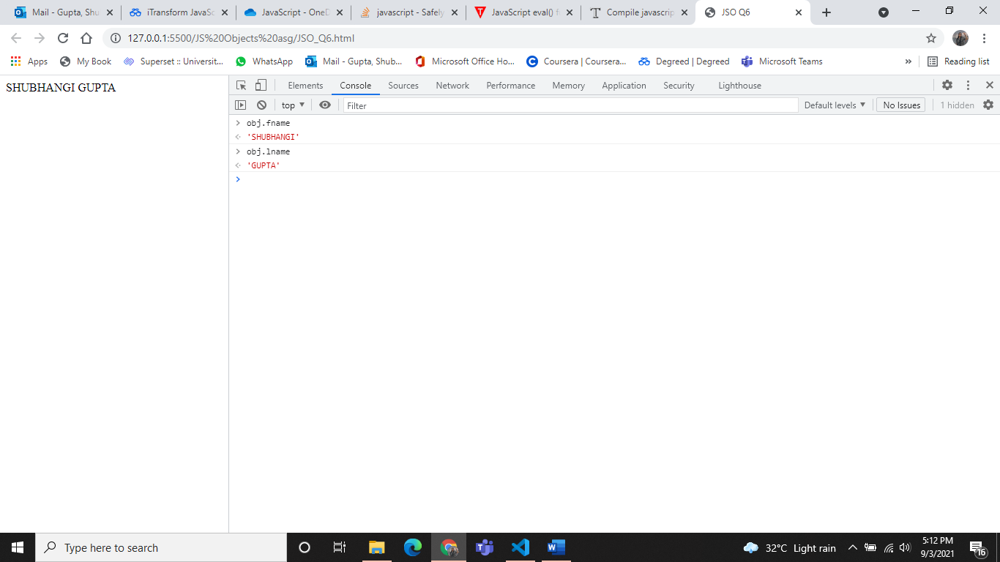 Mail - Gupta, Shu
iTransform JavaSc
JavaScript - OneD
javascript - Safely
JavaScript eval() f
Compile javascrip
JSO Q6
127.0.0.1:5500/JS%20Objects%20asg/JSO_Q6.html
Apps My Book Superset :: Universit... WhatsApp Mail - Gupta, Shub... Microsoft Office Ho... Coursera | Coursera... Degreed | Degreed Microsoft Teams » Reading list
SHUBHANGI GUPTA
Elements Console Sources Network Performance Memory Application Security Lighthouse
top Filter Default levels No Issues 1 hidden
obj.fname
'SHUBHANGI'
obj.lname
'GUPTA'
Type here to search
32°C Light rain
5:12 PM
9/3/2021
16